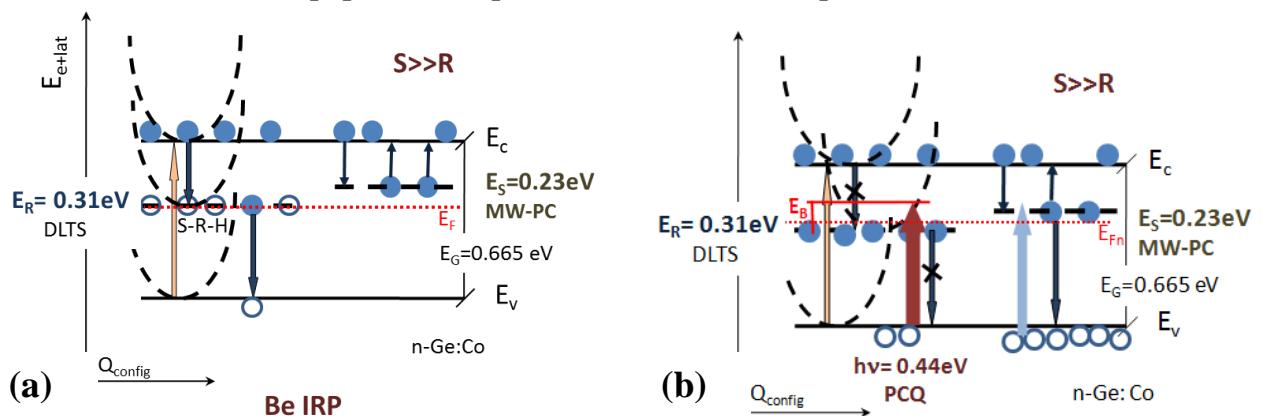 E_e+lat
S>>R
E_c
E_R= 0.31eV
DLTS
S-R-H
E_S=0.23eV
MW-PC
E_F
E_G=0.665 eV
E_v
n-Ge:Co
Q_config
(a)
Be IRP
S>>R
E_c
E_B
E_R= 0.31eV
DLTS
E_Fn
E_S=0.23eV
MW-PC
E_G=0.665 eV
E_v
hν= 0.44eV
PCQ
Q_config
n-Ge: Co
(b)